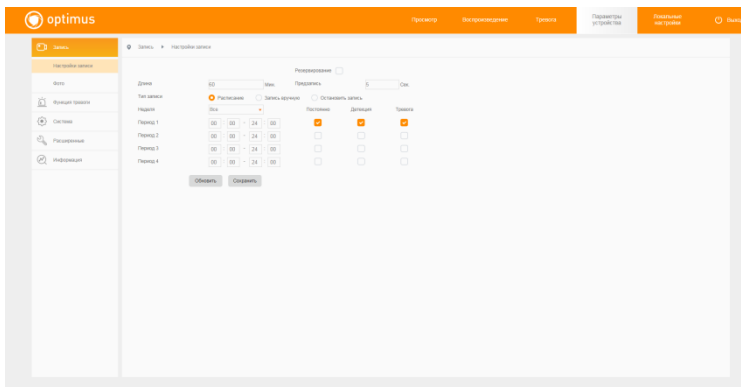 optimus
Просмотр Воспроизведение Тревога Параметры устройства Локальные настройки Выход
Запись
Запись Настройки записи
Настройки записи
Фото
Функция тревоги
Система
Расширенные
Информация
Резервирование
Длина 60 Мин. Предзапись 5 Сек.
Тип записи Расписание Запись вручную Остановить запись
Неделя Вск Постоянно Детекция Тревога
Период 1 00 : 00 - 24 : 00
Период 2 00 : 00 - 24 : 00
Период 3 00 : 00 - 24 : 00
Период 4 00 : 00 - 24 : 00
Обновить Сохранить